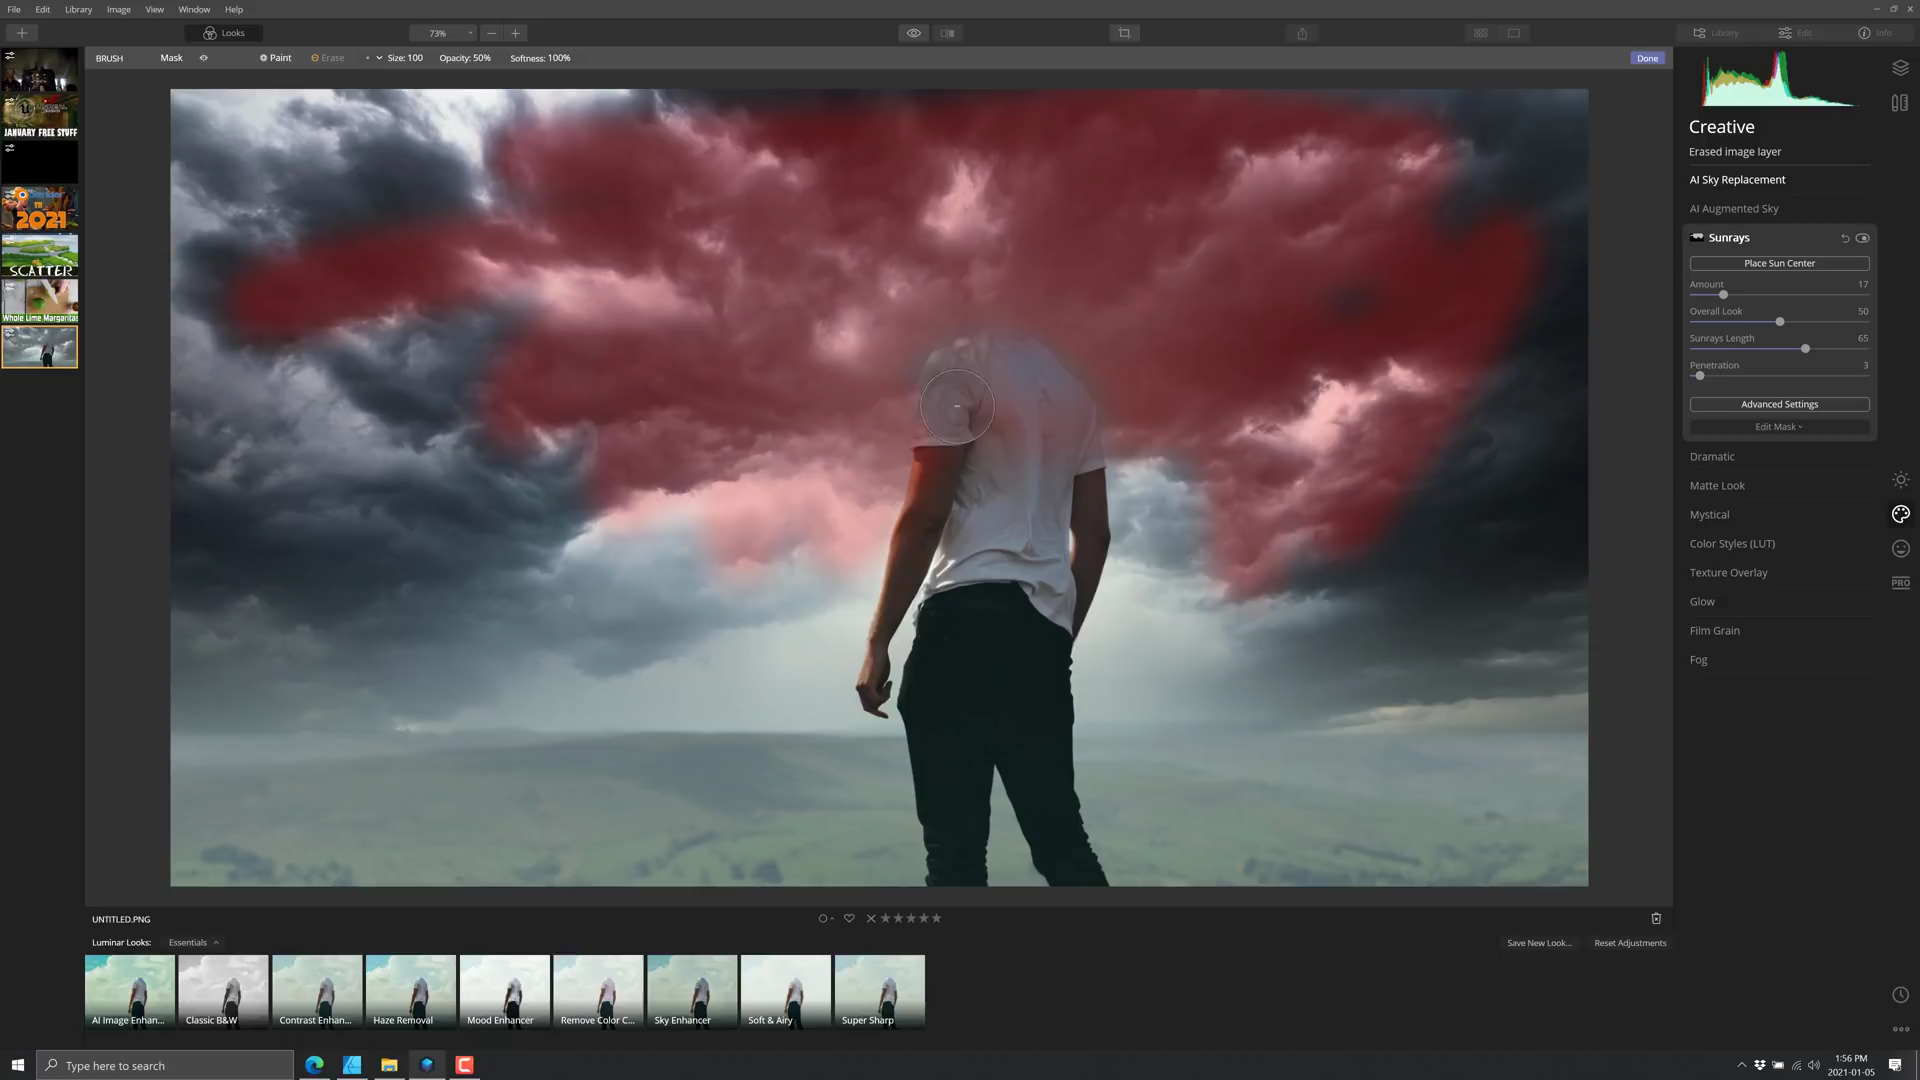 File Edit Library Image View Window Help
Looks 73% Library Edit Info
BRUSH Mask Paint Erase Size: 100 Opacity: 50% Softness: 100% Done
JANUARY FREE STUFF
2021
SCATTER
Whole Lime Margaritas
Creative
Erased image layer
AI Sky Replacement
AI Augmented Sky
Sunrays
Place Sun Center
Amount 17
Overall Look 50
Sunrays Length 65
Penetration 3
Advanced Settings
Edit Mask
Dramatic
Matte Look
Mystical
Color Styles (LUT)
Texture Overlay
Glow
Film Grain
Fog
PRO
UNTITLED.PNG
Luminar Looks: Essentials Save New Look... Reset Adjustments
AI Image Enhan... Classic B&W Contrast Enhan... Haze Removal Mood Enhancer Remove Color C... Sky Enhancer Soft & Airy Super Sharp
Type here to search
1:56 PM
2021-01-05